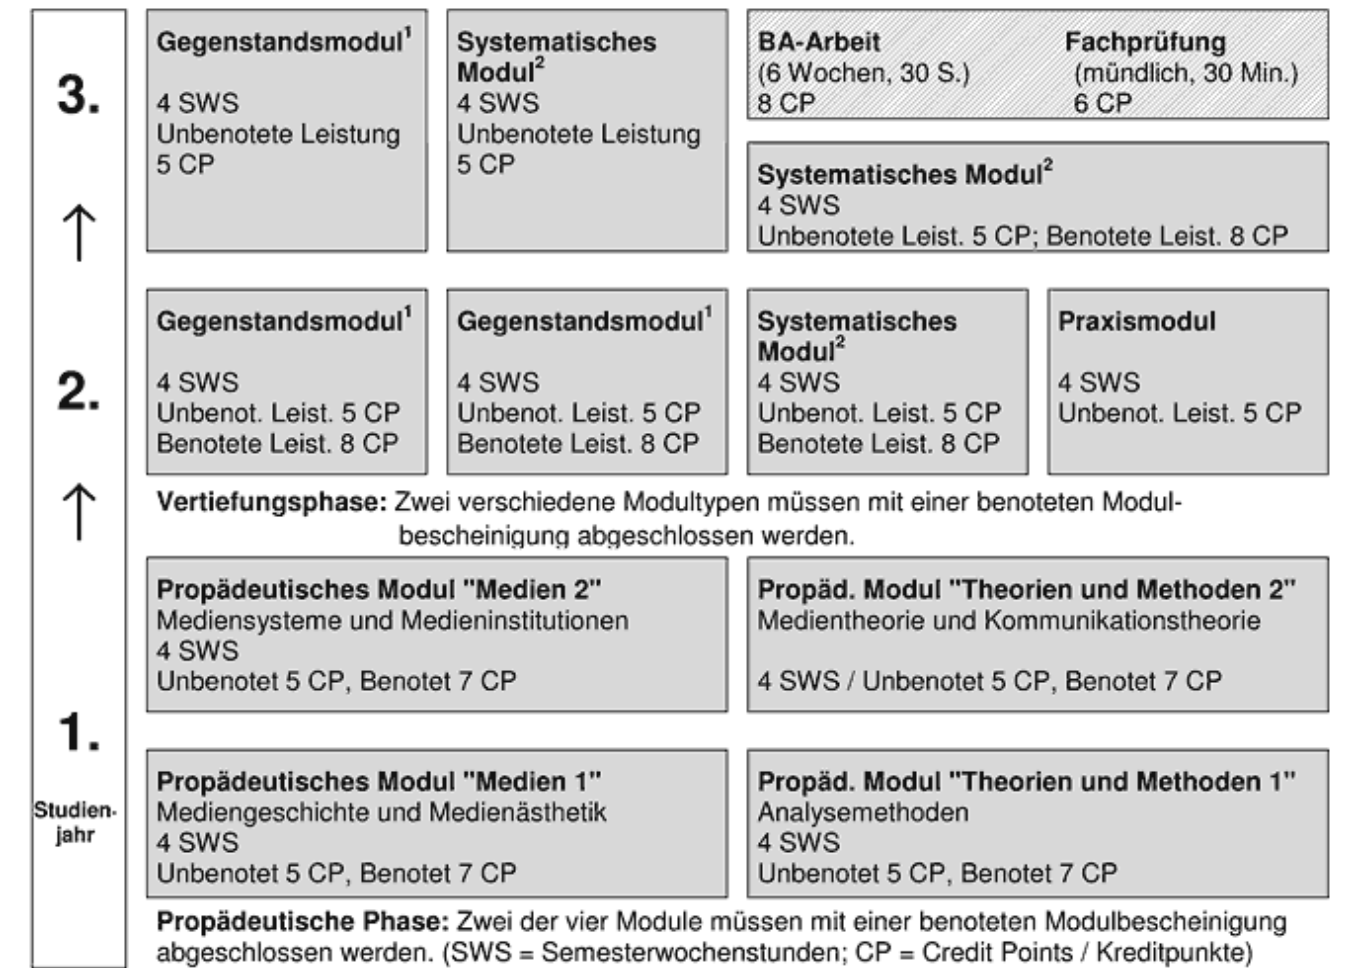 3.
Gegenstandsmodul¹
4 SWS
Unbenotete Leistung
5 CP
Systematisches
Modul²
4 SWS
Unbenotete Leistung
5 CP
BA-Arbeit
(6 Wochen, 30 S.)
8 CP
Fachprüfung
(mündlich, 30 Min.)
6 CP
Systematisches Modul²
4 SWS
Unbenotete Leist. 5 CP; Benotete Leist. 8 CP
2.
Gegenstandsmodul¹
4 SWS
Unbenot. Leist. 5 CP
Benotete Leist. 8 CP
Gegenstandsmodul¹
4 SWS
Unbenot. Leist. 5 CP
Benotete Leist. 8 CP
Systematisches
Modul²
4 SWS
Unbenot. Leist. 5 CP
Benotete Leist. 8 CP
Praxismodul
4 SWS
Unbenot. Leist. 5 CP
Vertiefungsphase: Zwei verschiedene Modultypen müssen mit einer benoteten Modul-
bescheinigung abgeschlossen werden.
1.
Studien-
jahr
Propädeutisches Modul "Medien 2"
Mediensysteme und Medieninstitutionen
4 SWS
Unbenotet 5 CP, Benotet 7 CP
Propäd. Modul "Theorien und Methoden 2"
Medientheorie und Kommunikationstheorie
4 SWS / Unbenotet 5 CP, Benotet 7 CP
Propädeutisches Modul "Medien 1"
Mediengeschichte und Medienästhetik
4 SWS
Unbenotet 5 CP, Benotet 7 CP
Propäd. Modul "Theorien und Methoden 1"
Analysemethoden
4 SWS
Unbenotet 5 CP, Benotet 7 CP
Propädeutische Phase: Zwei der vier Module müssen mit einer benoteten Modulbescheinigung
abgeschlossen werden. (SWS = Semesterwochenstunden; CP = Credit Points / Kreditpunkte)